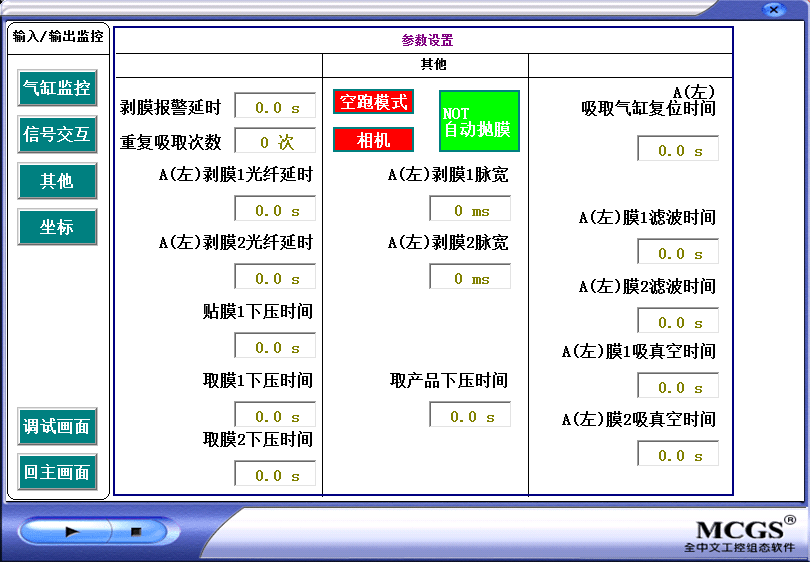 输入/输出监控
气缸监控
信号交互
其他
坐标
调试画面
回主画面
参数设置
其他
剥膜报警延时
0.0 s
重复吸取次数
0 次
A(左)剥膜1光纤延时
0.0 s
A(左)剥膜2光纤延时
0.0 s
贴膜1下压时间
0.0 s
取膜1下压时间
0.0 s
取膜2下压时间
0.0 s
空跑模式
相机
NOT
自动抛膜
A(左)剥膜1脉宽
0 ms
A(左)剥膜2脉宽
0 ms
取产品下压时间
0.0 s
A(左)
吸取气缸复位时间
0.0 s
A(左)膜1滤波时间
0.0 s
A(左)膜2滤波时间
0.0 s
A(左)膜1吸真空时间
0.0 s
A(左)膜2吸真空时间
0.0 s
MCGS®
全中文工控组态软件